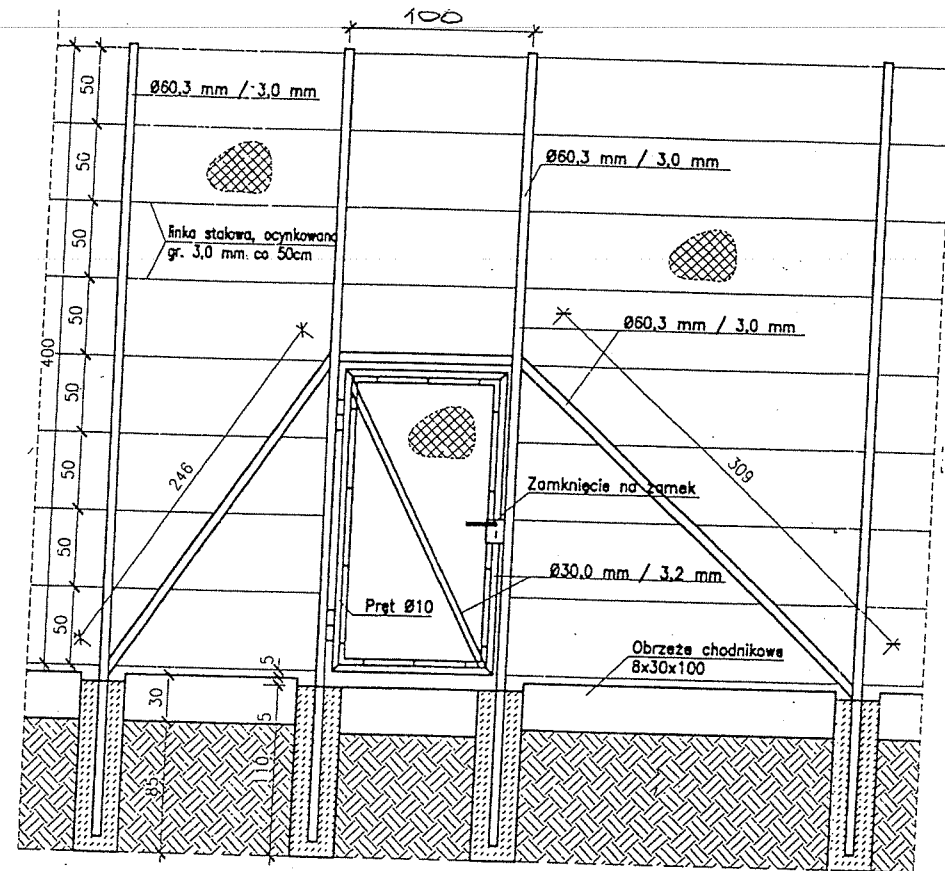 100
50
Ø60,3 mm / 3,0 mm
50
Ø60,3 mm / 3,0 mm
50
linka stalowa, ocynkowana
gr. 3,0 mm. co 50cm
50
Ø60,3 mm / 3,0 mm
400
50
246
50
309
Zamknięcie na zamek
50
Ø30,0 mm / 3,2 mm
Pręt Ø10
50
Obrzeże chodnikowe
8x30x100
5
30
5
85
110